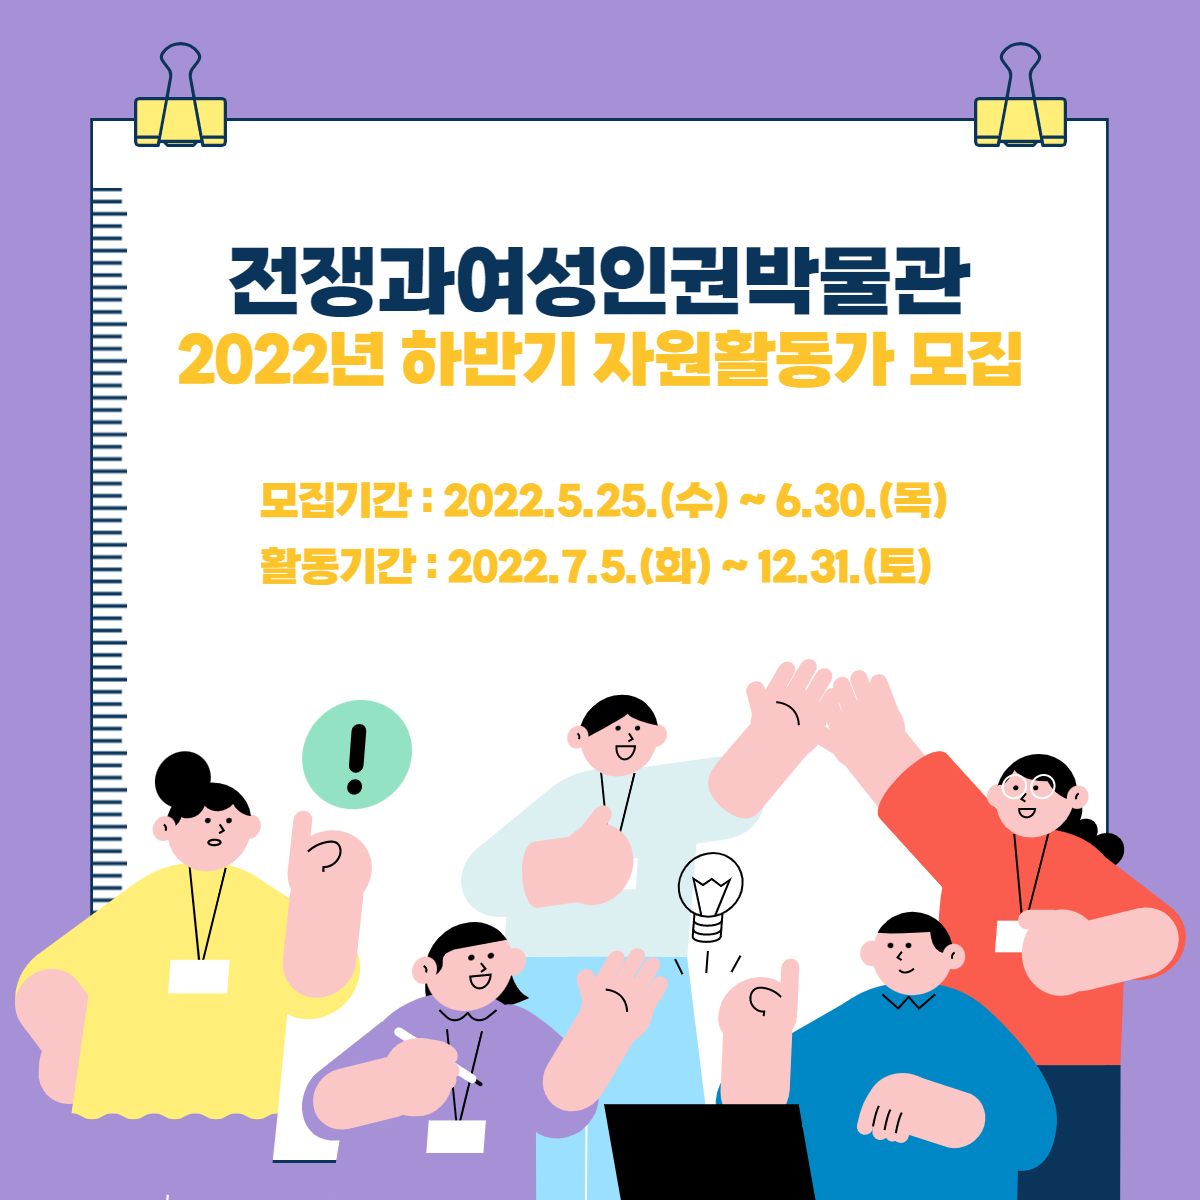 전쟁과여성인권박물관
2022년 하반기 자원활동가 모집
모집기간 : 2022.5.25.(수) ~ 6.30.(목)
활동기간 : 2022.7.5.(화) ~ 12.31.(토)
!